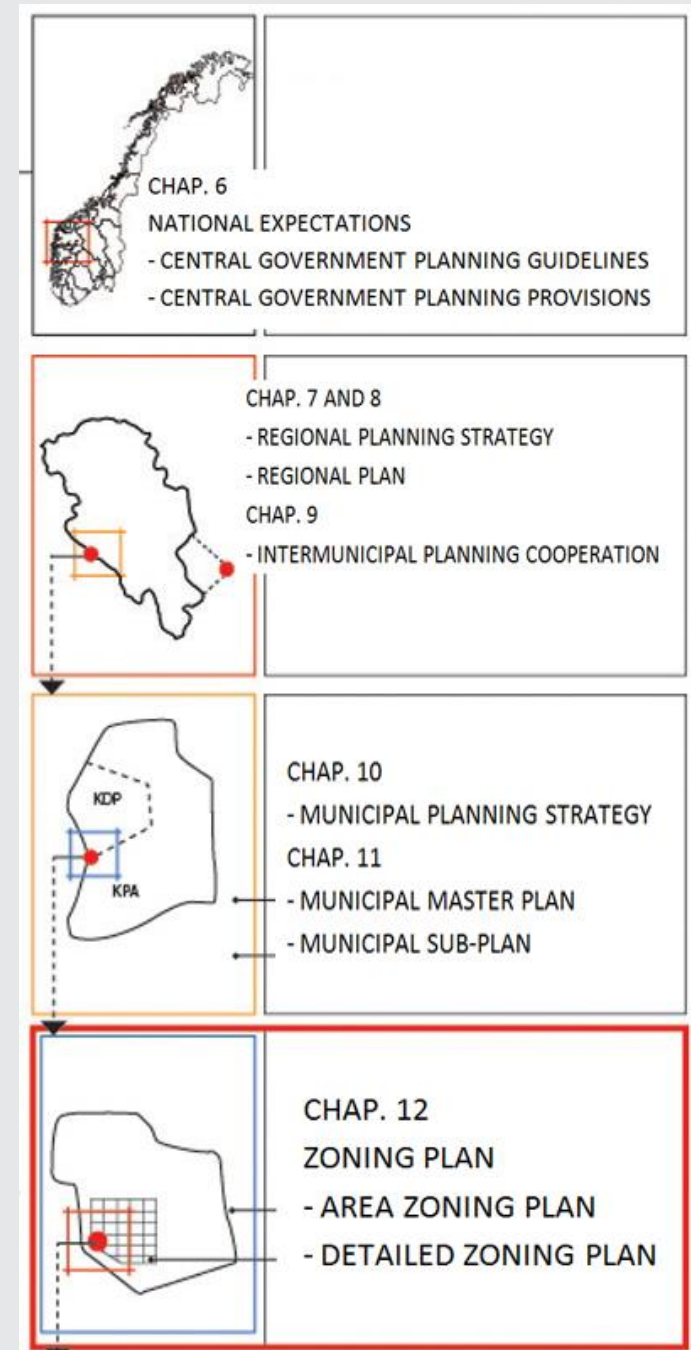 CHAP. 6
NATIONAL EXPECTATIONS
- CENTRAL GOVERNMENT PLANNING GUIDELINES
- CENTRAL GOVERNMENT PLANNING PROVISIONS
CHAP. 7 AND 8
- REGIONAL PLANNING STRATEGY
- REGIONAL PLAN
CHAP. 9
- INTERMUNICIPAL PLANNING COOPERATION
KDP
KPA
CHAP. 10
- MUNICIPAL PLANNING STRATEGY
CHAP. 11
- MUNICIPAL MASTER PLAN
- MUNICIPAL SUB-PLAN
CHAP. 12
ZONING PLAN
- AREA ZONING PLAN
- DETAILED ZONING PLAN